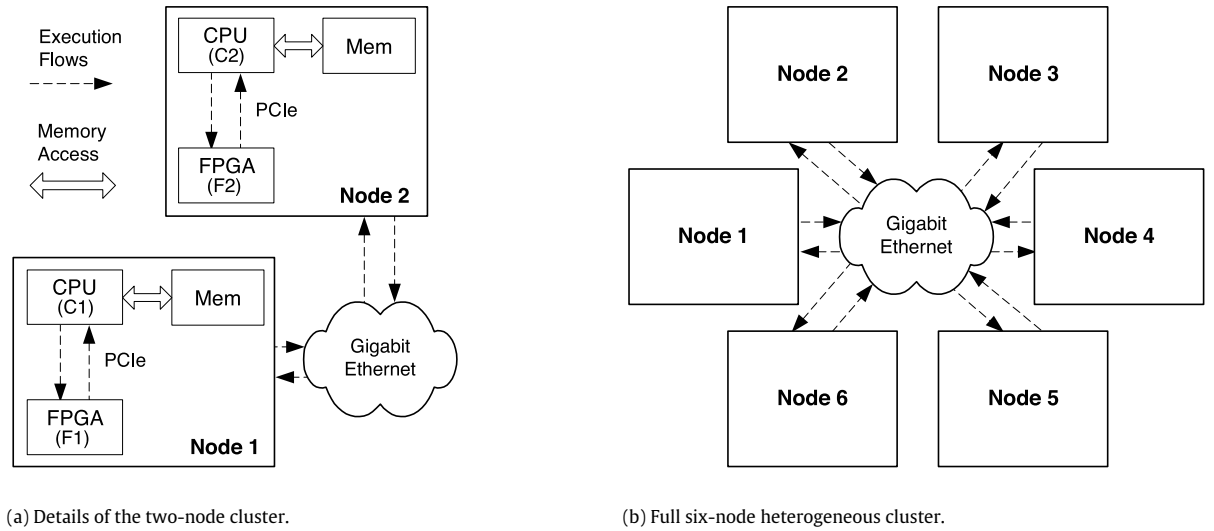 Execution
Flows
Memory
Access
CPU
(C2)
Mem
PCIe
FPGA
(F2)
Node 2
CPU
(C1)
Mem
PCIe
FPGA
(F1)
Node 1
Gigabit
Ethernet
(a) Details of the two-node cluster.
Node 2
Node 3
Node 1
Gigabit
Ethernet
Node 4
Node 6
Node 5
(b) Full six-node heterogeneous cluster.